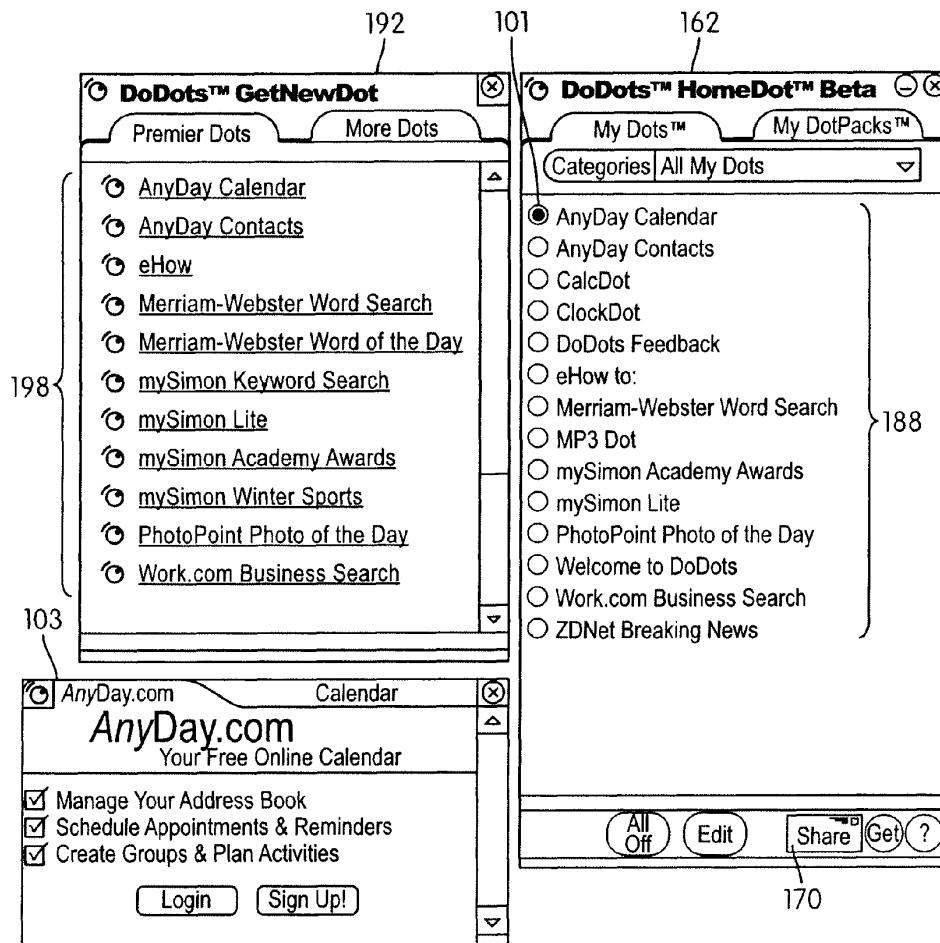 192
101
162
DoDots™ GetNewDot
Premier Dots
More Dots
198
AnyDay Calendar
AnyDay Contacts
eHow
Merriam-Webster Word Search
Merriam-Webster Word of the Day
mySimon Keyword Search
mySimon Lite
mySimon Academy Awards
mySimon Winter Sports
PhotoPoint Photo of the Day
Work.com Business Search
DoDots™ HomeDot™ Beta
My Dots™
My DotPacks™
Categories All My Dots
AnyDay Calendar
AnyDay Contacts
CalcDot
ClockDot
DoDots Feedback
eHow to:
Merriam-Webster Word Search
MP3 Dot
mySimon Academy Awards
mySimon Lite
PhotoPoint Photo of the Day
Welcome to DoDots
Work.com Business Search
ZDNet Breaking News
188
All
Off
Edit
Share
Get
?
170
103
AnyDay.com
Calendar
AnyDay.com
Your Free Online Calendar
Manage Your Address Book
Schedule Appointments & Reminders
Create Groups & Plan Activities
Login
Sign Up!